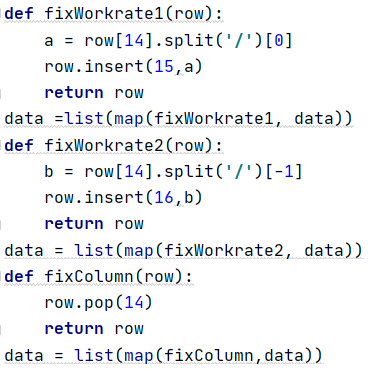 def fixWorkrate1(row):
    a = row[14].split('/')[0]
    row.insert(15,a)
    return row
data =list(map(fixWorkrate1, data))
def fixWorkrate2(row):
    b = row[14].split('/')[-1]
    row.insert(16,b)
    return row
data = list(map(fixWorkrate2, data))
def fixColumn(row):
    row.pop(14)
    return row
data = list(map(fixColumn,data))